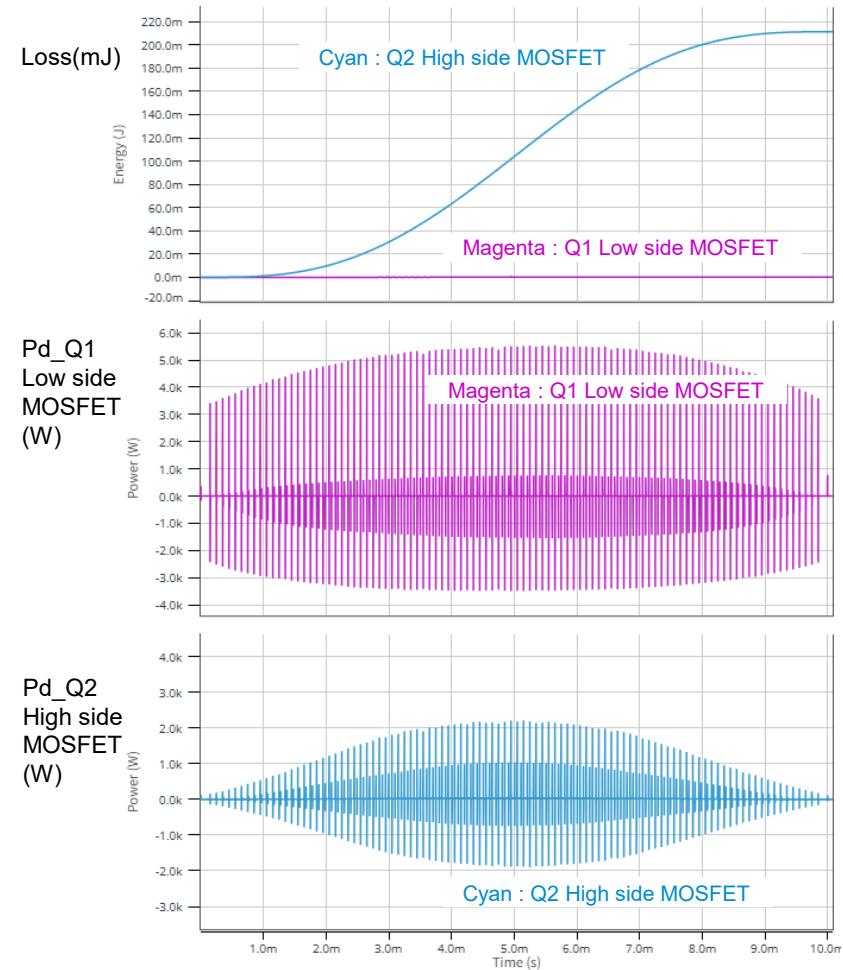 Loss(mJ)
Energy (J)
220.0m
200.0m
180.0m
160.0m
140.0m
120.0m
100.0m
80.0m
60.0m
40.0m
20.0m
0.0m
-20.0m
Cyan : Q2 High side MOSFET
Magenta : Q1 Low side MOSFET
Pd_Q1
Low side
MOSFET
(W)
Power (W)
6.0k
5.0k
4.0k
3.0k
2.0k
1.0k
0.0k
-1.0k
-2.0k
-3.0k
-4.0k
Magenta : Q1 Low side MOSFET
Pd_Q2
High side
MOSFET
(W)
Power (W)
4.0k
3.0k
2.0k
1.0k
0.0k
-1.0k
-2.0k
-3.0k
Cyan : Q2 High side MOSFET
1.0m 2.0m 3.0m 4.0m 5.0m 6.0m 7.0m 8.0m 9.0m 10.0m
Time (s)